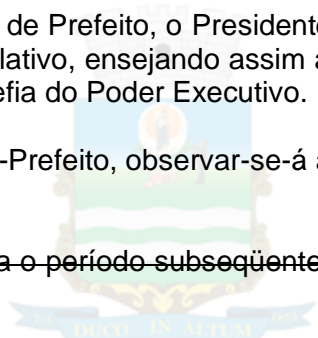 de Prefeito, o Presidente
lativo, ensejando assim a
efia do Poder Executivo.
-Prefeito, observar-se-á a
a o período subseqüente
DUCO IN ALTUM